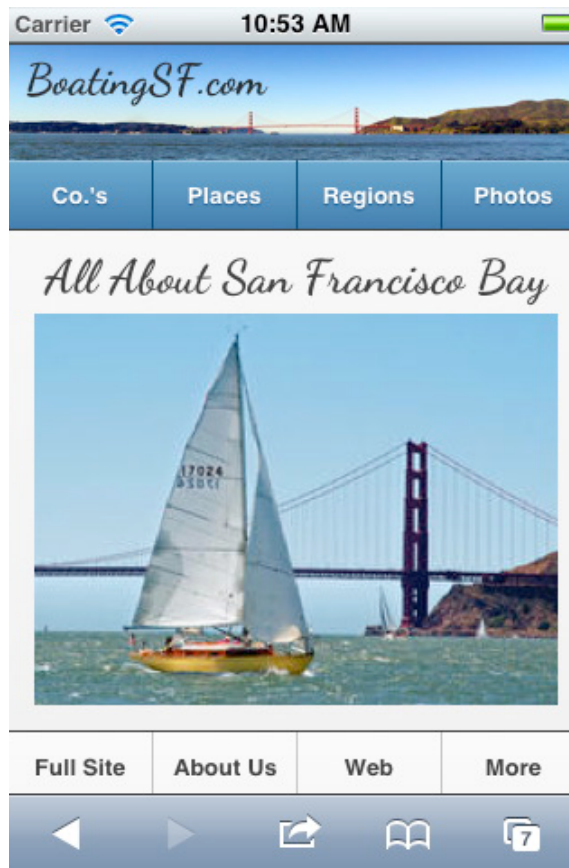 Carrier 10:53 AM
BoatingSF.com
Co.'s Places Regions Photos
All About San Francisco Bay
17024
17024
Full Site About Us Web More
7